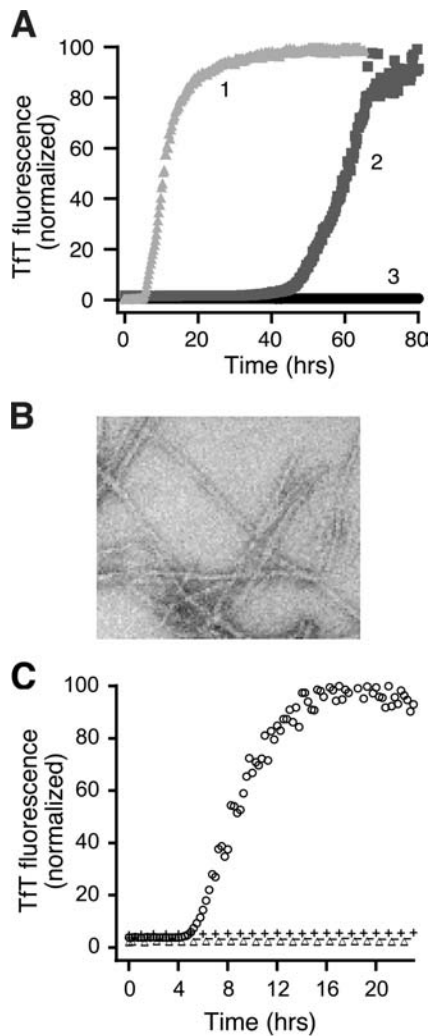 A
TfT fluorescence
(normalized)
100
80
60
40
20
0
1
2
3
0 20 40 60 80
Time (hrs)
B
C
TfT fluorescence
(normalized)
100
80
60
40
20
0
0 4 8 12 16 20
Time (hrs)